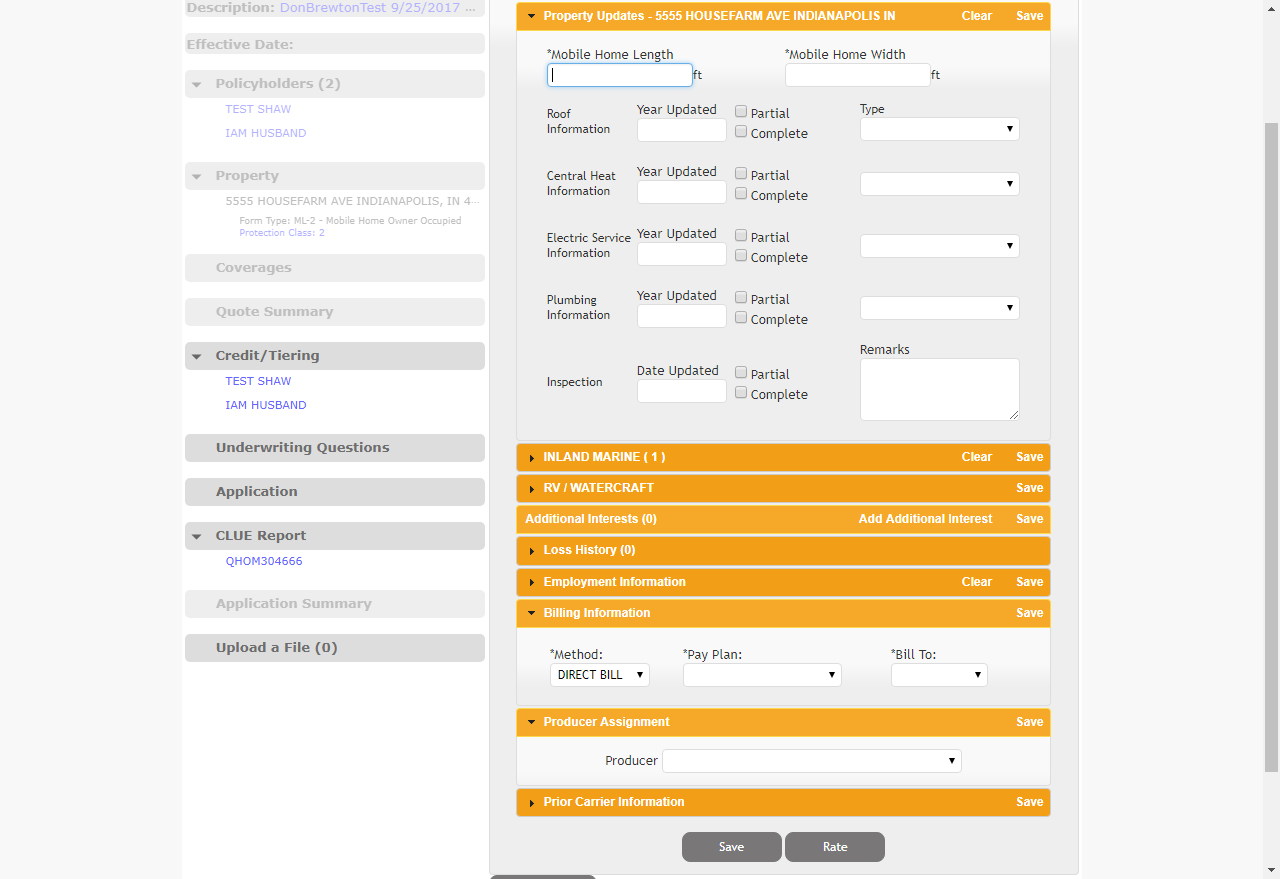 Description: DonBrewtonTest 9/25/2017 ...
Effective Date:
Policyholders (2)
TEST SHAW
IAM HUSBAND
Property
5555 HOUSEFARM AVE INDIANAPOLIS, IN 4...
Form Type: ML-2 - Mobile Home Owner Occupied
Protection Class: 2
Coverages
Quote Summary
Credit/Tiering
TEST SHAW
IAM HUSBAND
Underwriting Questions
Application
CLUE Report
QHOM304666
Application Summary
Upload a File (0)
Property Updates - 5555 HOUSEFARM AVE INDIANAPOLIS IN Clear Save
*Mobile Home Length *Mobile Home Width
ft ft
Roof Information Year Updated Partial Complete Type
Central Heat Information Year Updated Partial Complete
Electric Service Information Year Updated Partial Complete
Plumbing Information Year Updated Partial Complete
Inspection Date Updated Partial Complete Remarks
INLAND MARINE ( 1 ) Clear Save
RV / WATERCRAFT Save
Additional Interests (0) Add Additional Interest Save
Loss History (0)
Employment Information Clear Save
Billing Information Save
*Method: *Pay Plan: *Bill To:
DIRECT BILL
Producer Assignment Save
Producer
Prior Carrier Information Save
Save Rate